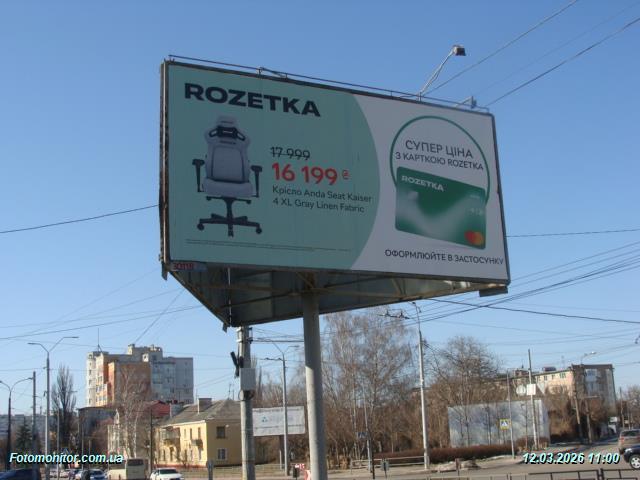 ROZETKA
17 999
16 199 ₴
Крісло Anda Seat Kaiser
4 XL Gray Linen Fabric
СУПЕР ЦІНА
З КАРТКОЮ ROZETKA
ROZETKA
ОФОРМЛЮЙТЕ В ЗАСТОСУНКУ
Fotomonitor.com.ua
12.03.2026 11:00